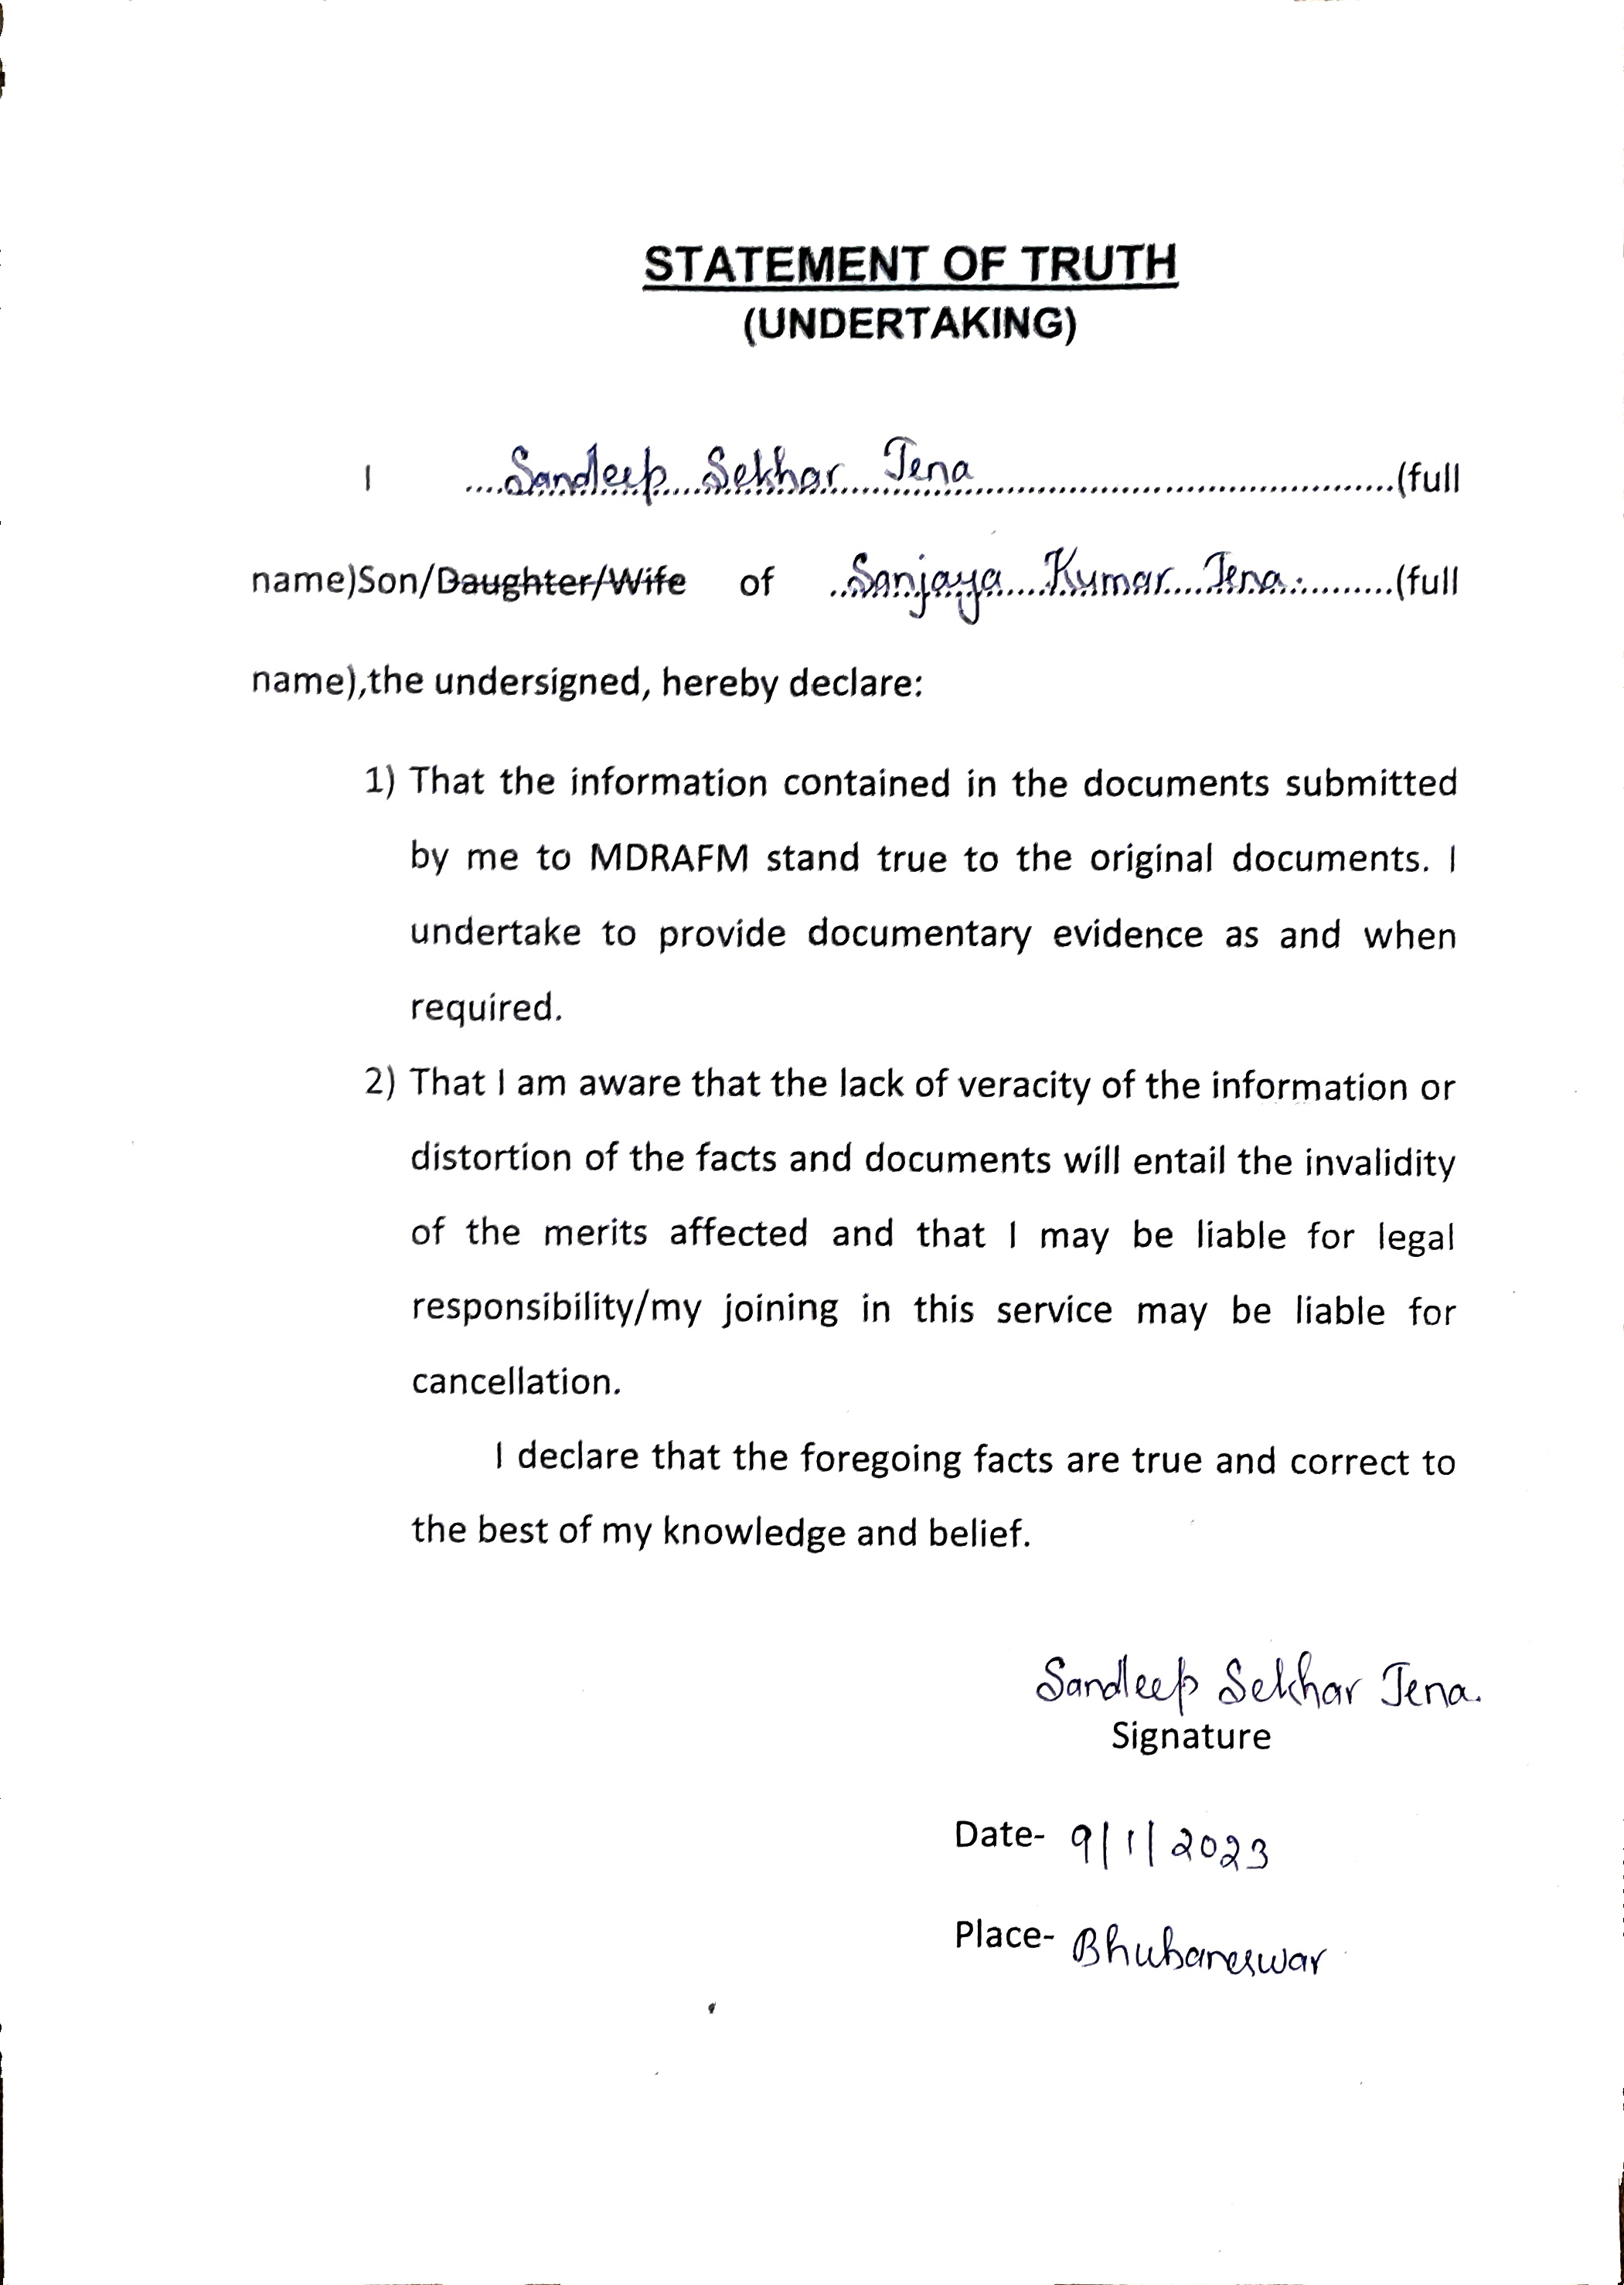 STATEMENT OF TRUTH
(UNDERTAKING)
I ....Sandeep Sekhar Jena....(full
name)Son/Daughter/Wife of ..Sanjaya Kumar Jena....(full
name),the undersigned, hereby declare:
1) That the information contained in the documents submitted
by me to MDRAFM stand true to the original documents. I
undertake to provide documentary evidence as and when
required.
2) That I am aware that the lack of veracity of the information or
distortion of the facts and documents will entail the invalidity
of the merits affected and that I may be liable for legal
responsibility/my joining in this service may be liable for
cancellation.
I declare that the foregoing facts are true and correct to
the best of my knowledge and belief.
Sandeep Sekhar Jena.
Signature
Date- 9/1/2023
Place- Bhubaneswar